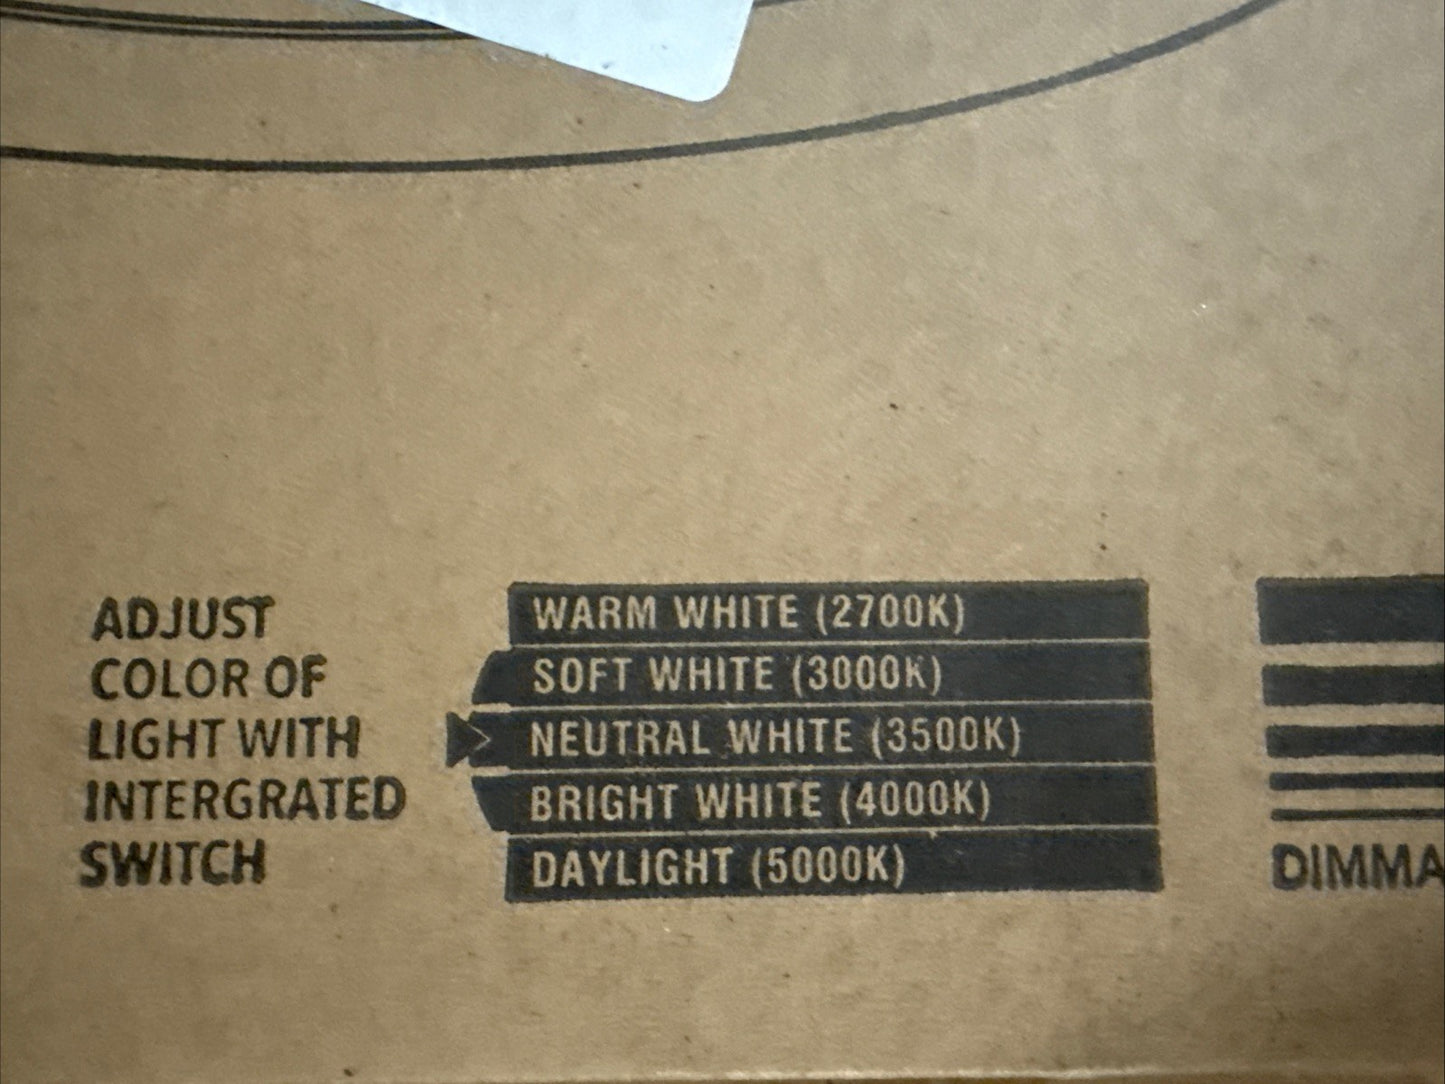 ADJUST
COLOR OF
LIGHT WITH
INTERGRATED
SWITCH
WARM WHITE (2700K)
SOFT WHITE (3000K)
NEUTRAL WHITE (3500K)
BRIGHT WHITE (4000K)
DAYLIGHT (5000K)
DIMMA